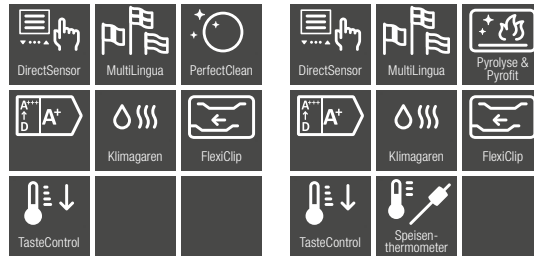 DirectSensor MultiLingua PerfectClean
A+++
D
A+
Klimagaren FlexiClip
TasteControl
DirectSensor MultiLingua Pyrolyse &
Pyrofit
A+++
D
A+
Klimagaren FlexiClip
TasteControl Speisen-
thermometer